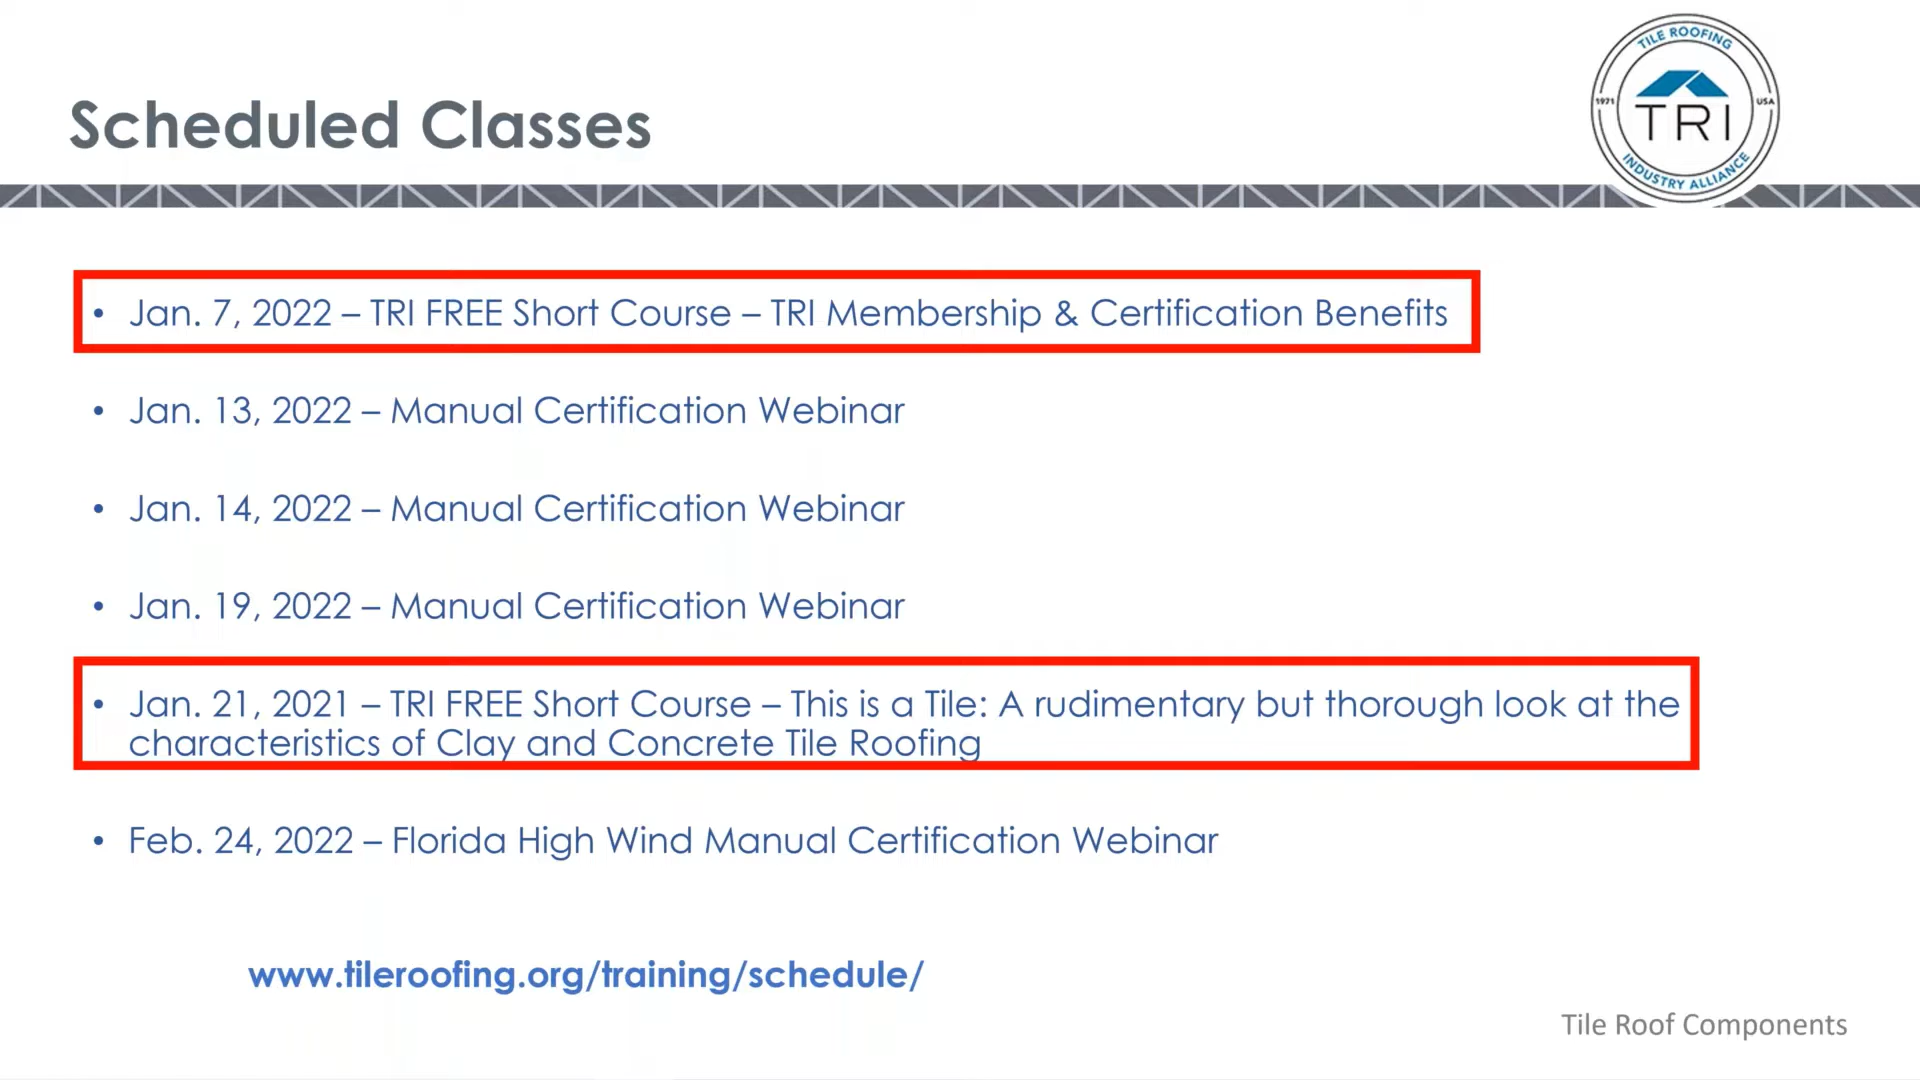 Scheduled Classes
TILE ROOFING
1971
USA
TRI
INDUSTRY ALLIANCE
• Jan. 7, 2022 – TRI FREE Short Course – TRI Membership & Certification Benefits
• Jan. 13, 2022 – Manual Certification Webinar
• Jan. 14, 2022 – Manual Certification Webinar
• Jan. 19, 2022 – Manual Certification Webinar
• Jan. 21, 2021 – TRI FREE Short Course – This is a Tile: A rudimentary but thorough look at the
characteristics of Clay and Concrete Tile Roofing
• Feb. 24, 2022 – Florida High Wind Manual Certification Webinar
www.tileroofing.org/training/schedule/
Tile Roof Components